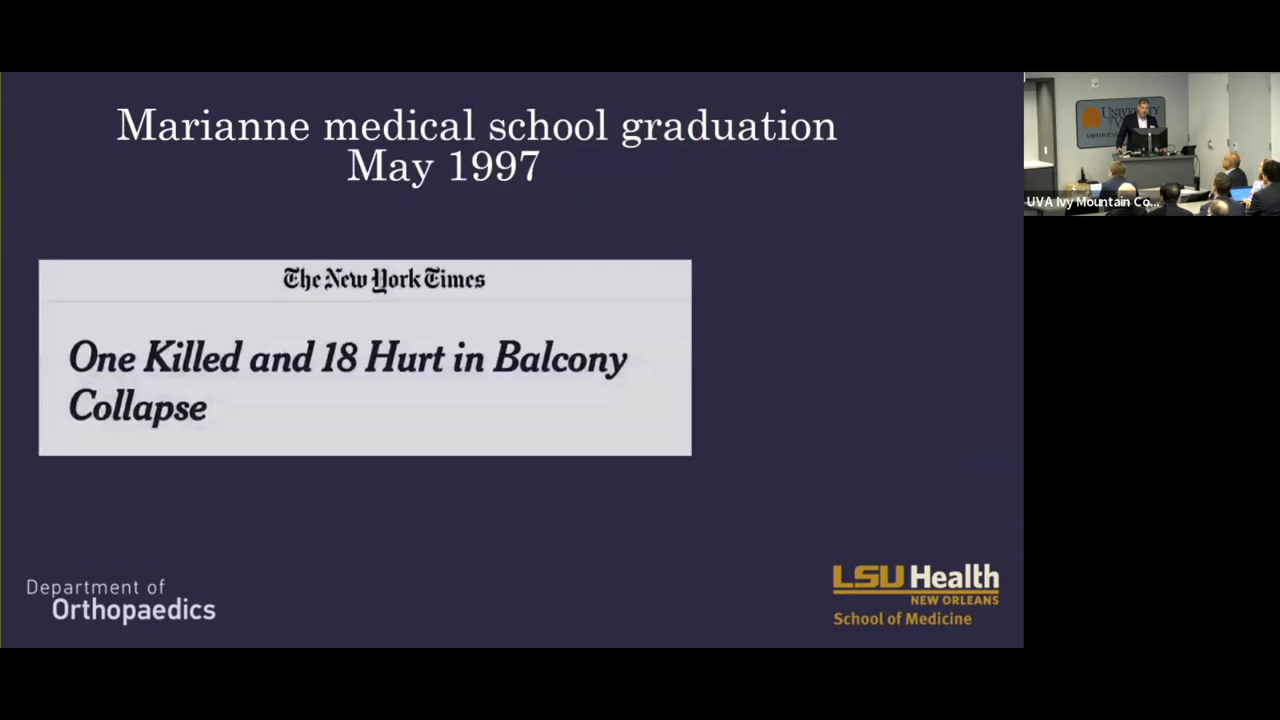 Marianne medical school graduation
May 1997
The New York Times
One Killed and 18 Hurt in Balcony
Collapse
Department of
Orthopaedics
LSU Health
NEW ORLEANS
School of Medicine
UNIVERSITY
UVA Ivy Mountain Co...